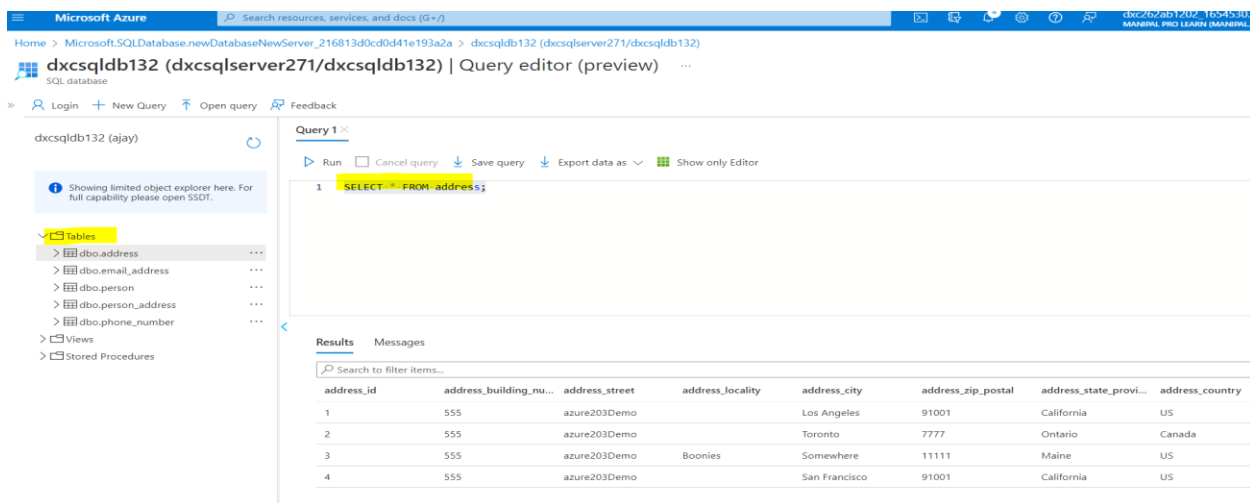 Microsoft Azure
Search resources, services, and docs (G+/)
dxc262ab1202_1654530
MANIPAL PRO LEARN (MANIPAL
Home > Microsoft.SQLDatabase.newDatabaseNewServer_216813d0cd0d41e193a2a > dxcsqldb132 (dxcsqlserver271/dxcsqldb132)
dxcsqldb132 (dxcsqlserver271/dxcsqldb132) | Query editor (preview) ...
SQL database
» Login + New Query Open query Feedback
dxcsqldb132 (ajay)
Showing limited object explorer here. For
full capability please open SSDT.
Tables
dbo.address ...
dbo.email_address ...
dbo.person ...
dbo.person_address ...
dbo.phone_number ...
Views
Stored Procedures
Query 1 ×
Run Cancel query Save query Export data as Show only Editor
1 SELECT * FROM address;
Results Messages
Search to filter items...
address_id address_building_nu... address_street address_locality address_city address_zip_postal address_state_provi... address_country
1 555 azure203Demo Los Angeles 91001 California US
2 555 azure203Demo Toronto 7777 Ontario Canada
3 555 azure203Demo Boonies Somewhere 11111 Maine US
4 555 azure203Demo San Francisco 91001 California US